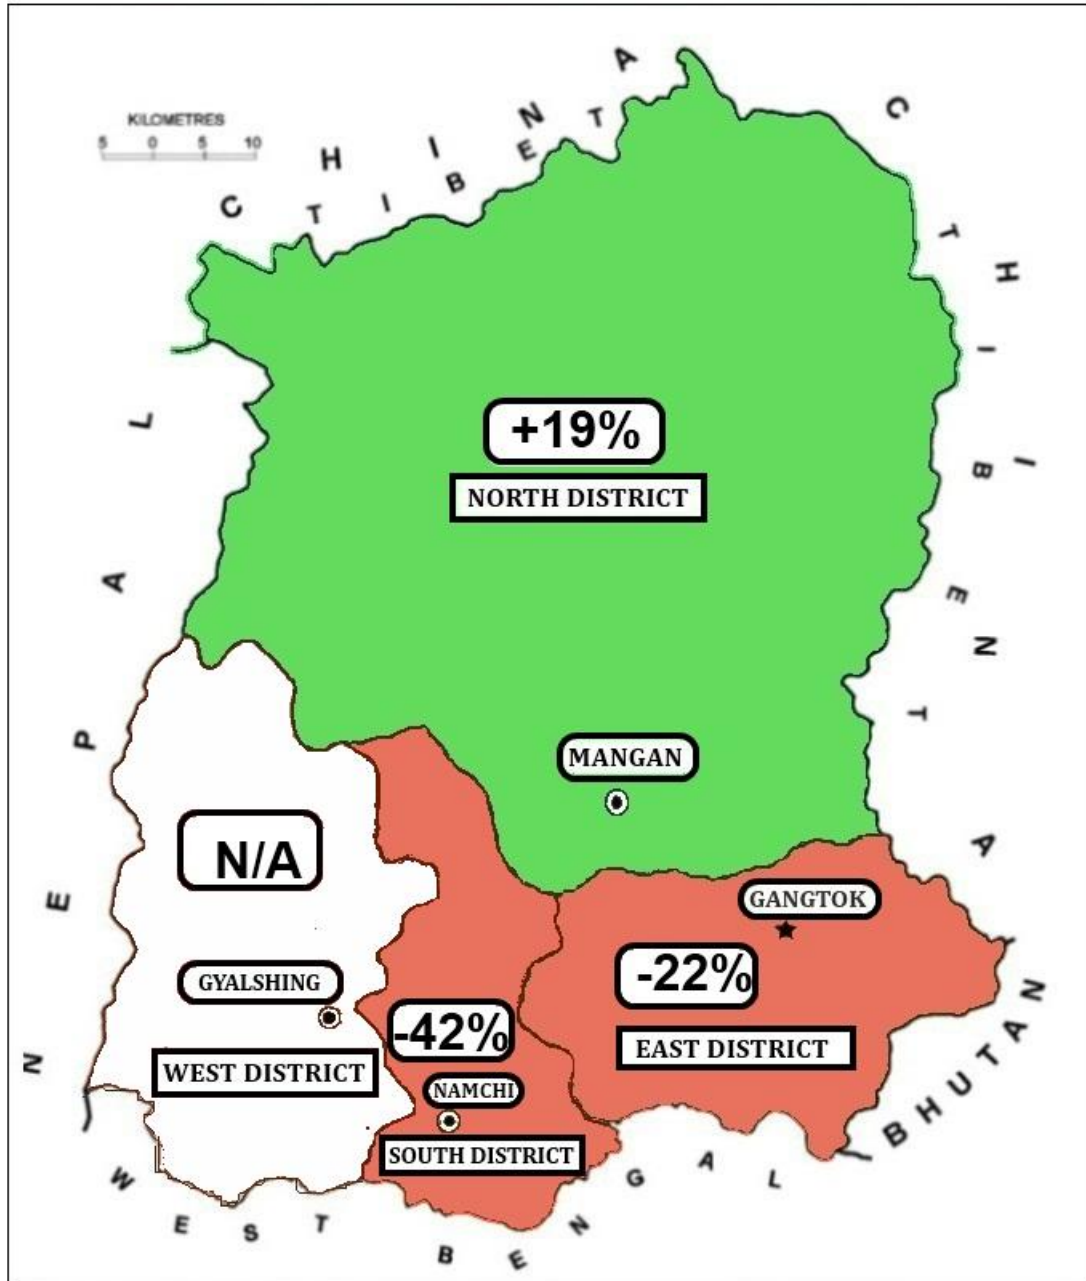 KILOMETRES
5 0 5 10
CHINA
TIBET
CHINA
TIBET
NEPAL
+19%
NORTH DISTRICT
MANGAN
N/A
GANGTOK
-22%
GYALSHING
-42%
EAST DISTRICT
WEST DISTRICT
NAMCHI
SOUTH DISTRICT
BHUTAN
WEST BENGAL